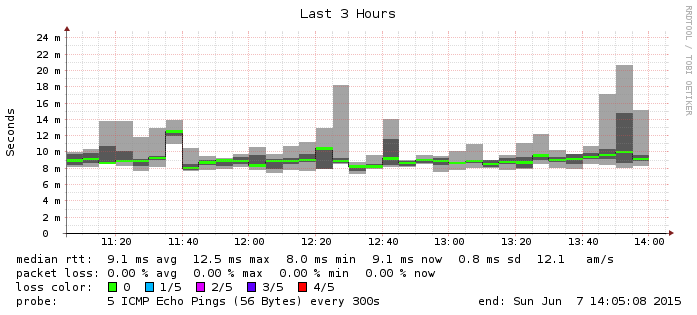 Last 3 Hours
RRDTOOL / TOBI OETIKER
Seconds
24 m
22 m
20 m
18 m
16 m
14 m
12 m
10 m
8 m
6 m
4 m
2 m
0
11:20 11:40 12:00 12:20 12:40 13:00 13:20 13:40 14:00
median rtt: 9.1 ms avg 12.5 ms max 8.0 ms min 9.1 ms now 0.8 ms sd 12.1 am/s
packet loss: 0.00 % avg 0.00 % max 0.00 % min 0.00 % now
loss color: 0 1/5 2/5 3/5 4/5
probe: 5 ICMP Echo Pings (56 Bytes) every 300s end: Sun Jun 7 14:05:08 2015